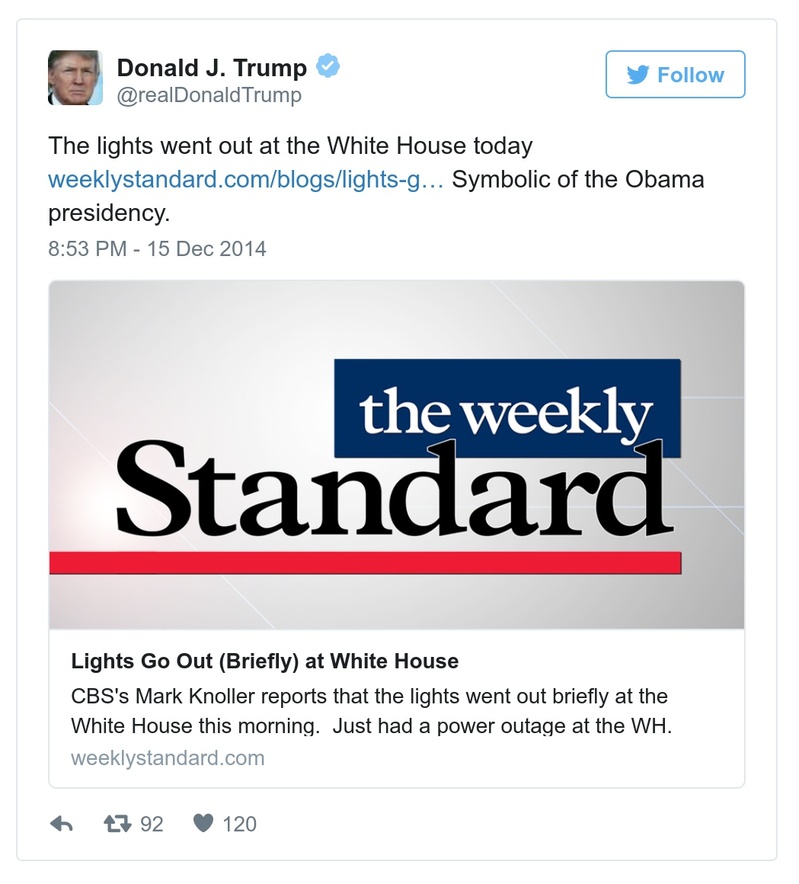 Donald J. Trump
@realDonaldTrump
Follow
The lights went out at the White House today
weeklystandard.com/blogs/lights-g… Symbolic of the Obama
presidency.
8:53 PM - 15 Dec 2014
the weekly
Standard
Lights Go Out (Briefly) at White House
CBS's Mark Knoller reports that the lights went out briefly at the
White House this morning.  Just had a power outage at the WH.
weeklystandard.com
92
120